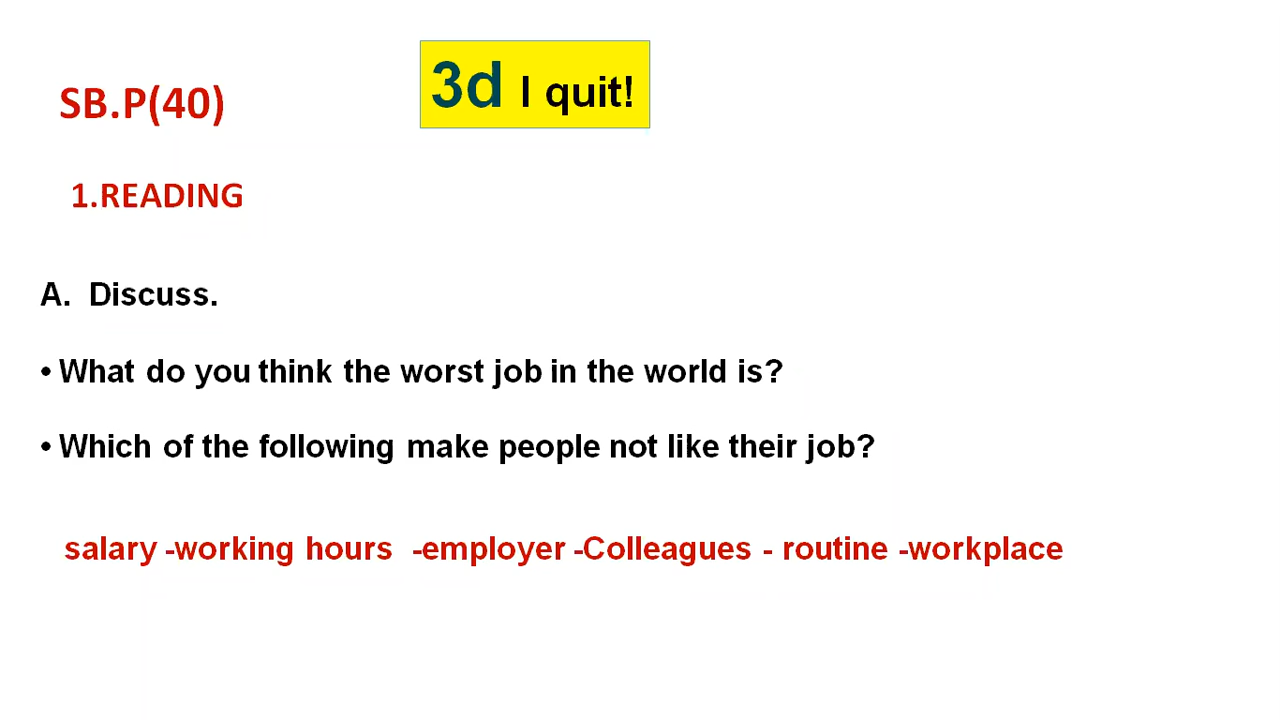 3d I quit!
SB.P(40)
1.READING
A. Discuss.
• What do you think the worst job in the world is?
• Which of the following make people not like their job?
salary -working hours -employer -Colleagues - routine -workplace